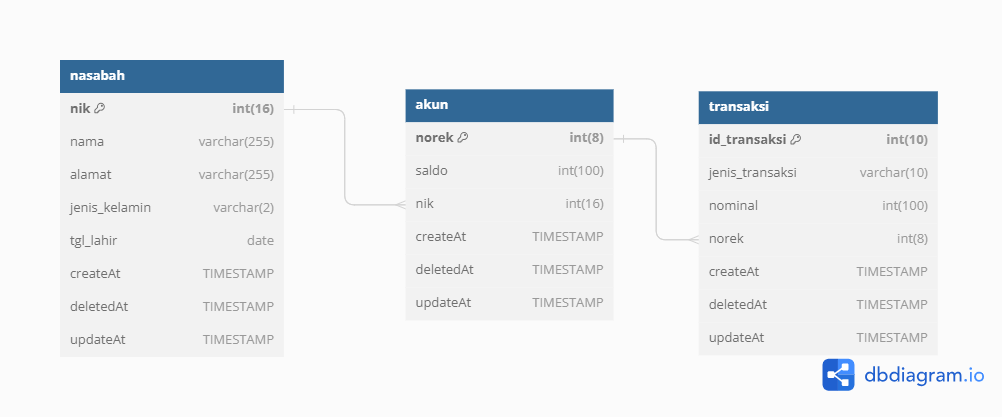 nasabah
nik int(16)
nama varchar(255)
alamat varchar(255)
jenis_kelamin varchar(2)
tgl_lahir date
createAt TIMESTAMP
deletedAt TIMESTAMP
updateAt TIMESTAMP
akun
norek int(8)
saldo int(100)
nik int(16)
createAt TIMESTAMP
deletedAt TIMESTAMP
updateAt TIMESTAMP
transaksi
id_transaksi int(10)
jenis_transaksi varchar(10)
nominal int(100)
norek int(8)
createAt TIMESTAMP
deletedAt TIMESTAMP
updateAt TIMESTAMP
dbdiagram.io